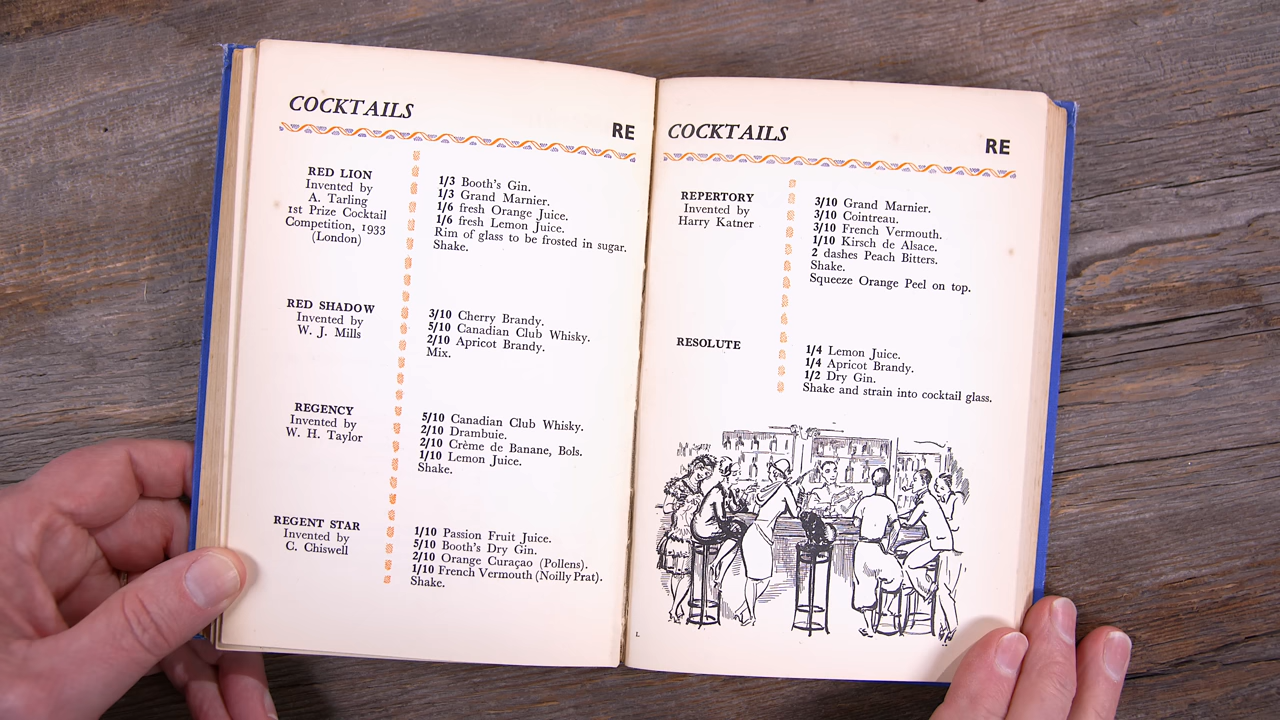 COCKTAILS
RE
RED LION
Invented by
A. Tarling
1st Prize Cocktail
Competition, 1933
(London)
1/3 Booth's Gin.
1/3 Grand Marnier.
1/6 fresh Orange Juice.
1/6 fresh Lemon Juice.
Rim of glass to be frosted in sugar.
Shake.
RED SHADOW
Invented by
W. J. Mills
3/10 Cherry Brandy.
5/10 Canadian Club Whisky.
2/10 Apricot Brandy.
Mix.
REGENCY
Invented by
W. H. Taylor
5/10 Canadian Club Whisky.
2/10 Drambuie.
2/10 Crème de Banane, Bols.
1/10 Lemon Juice.
Shake.
REGENT STAR
Invented by
C. Chiswell
1/10 Passion Fruit Juice.
5/10 Booth's Dry Gin.
2/10 Orange Curaçao (Pollens).
1/10 French Vermouth (Noilly Prat).
Shake.
COCKTAILS
RE
REPERTORY
Invented by
Harry Katner
3/10 Grand Marnier.
3/10 Cointreau.
3/10 French Vermouth.
1/10 Kirsch de Alsace.
2 dashes Peach Bitters.
Shake.
Squeeze Orange Peel on top.
RESOLUTE
1/4 Lemon Juice.
1/4 Apricot Brandy.
1/2 Dry Gin.
Shake and strain into cocktail glass.
L